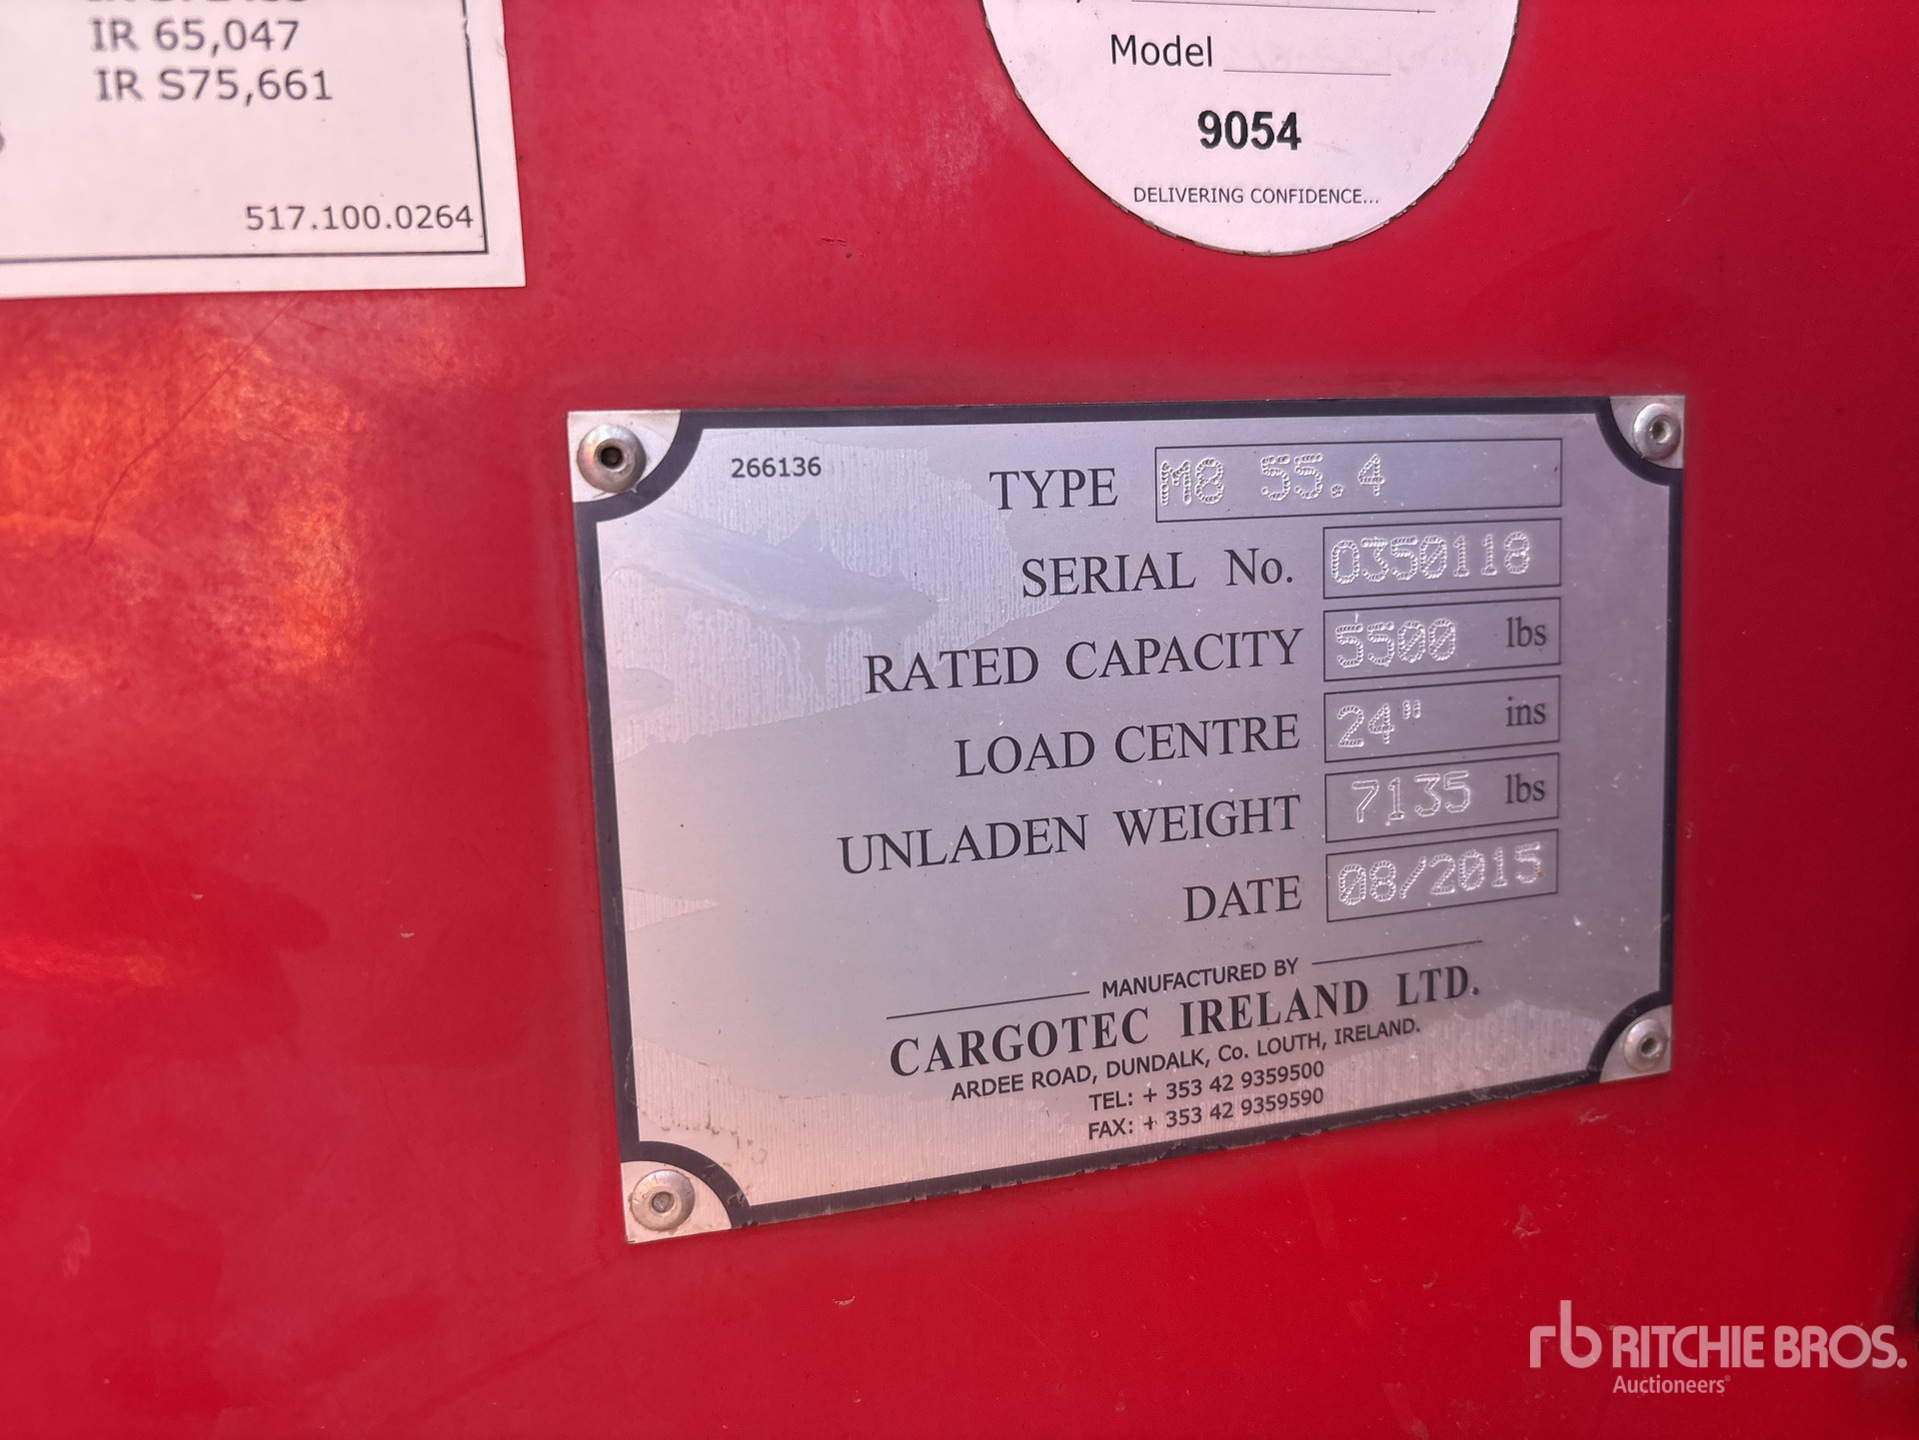 IR 65,047
IR S75,661
517.100.0264
Model
9054
DELIVERING CONFIDENCE...
266136
TYPE M8 55.4
SERIAL No. 0350118
RATED CAPACITY 5500 lbs
LOAD CENTRE 24" ins
UNLADEN WEIGHT 7135 lbs
DATE 08/2015
MANUFACTURED BY
CARGOTEC IRELAND LTD.
ARDEE ROAD, DUNDALK, Co. LOUTH, IRELAND.
TEL: + 353 42 9359500
FAX: + 353 42 9359590
rb RITCHIE BROS.
Auctioneers